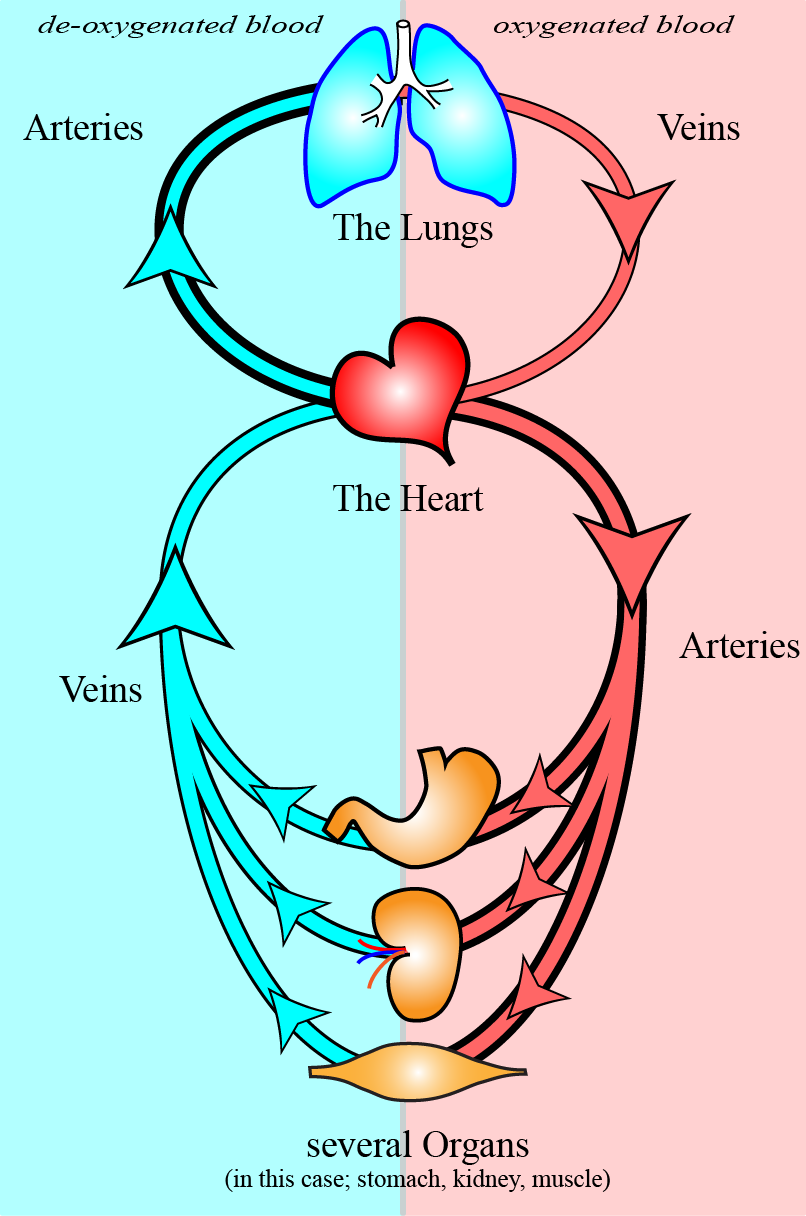 de-oxygenated blood
oxygenated blood
Arteries
Veins
The Lungs
The Heart
Arteries
Veins
several Organs
(in this case; stomach, kidney, muscle)